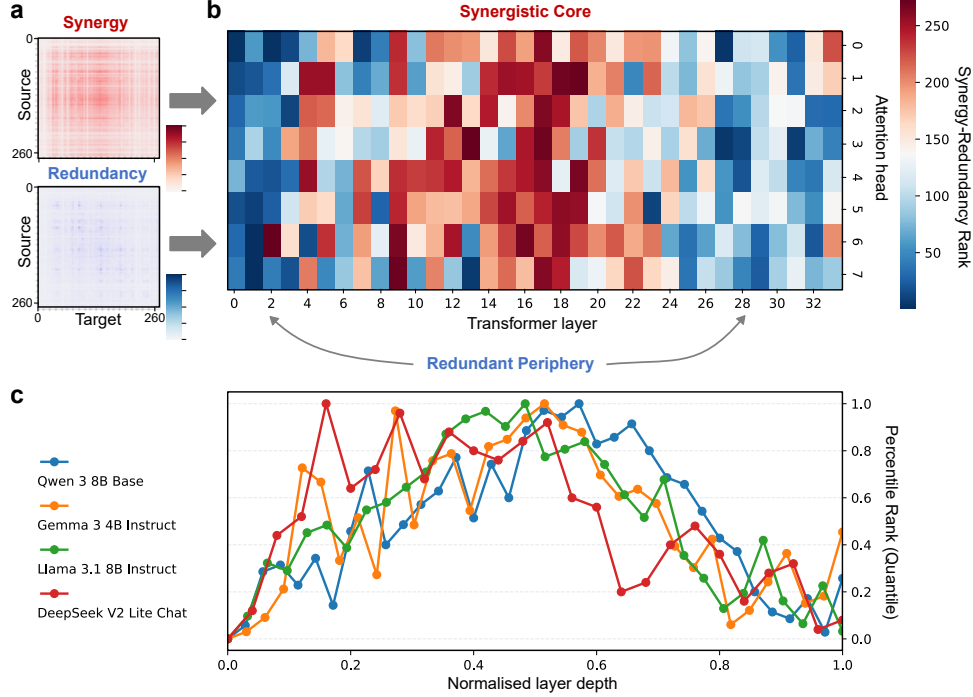 a
Synergy
0
Source
260
Redundancy
Source
260
0
Target
260
b
Synergistic Core
0
1
2
3
4
5
6
7
Attention head
0 2 4 6 8 10 12 14 16 18 20 22 24 26 28 30 32
Transformer layer
Redundant Periphery
250
200
150
100
50
Synergy-Redundancy Rank
c
Qwen 3 8B Base
Gemma 3 4B Instruct
Llama 3.1 8B Instruct
DeepSeek V2 Lite Chat
1.0
0.8
0.6
0.4
0.2
0.0
Percentile Rank (Quantile)
0.0 0.2 0.4 0.6 0.8 1.0
Normalised layer depth